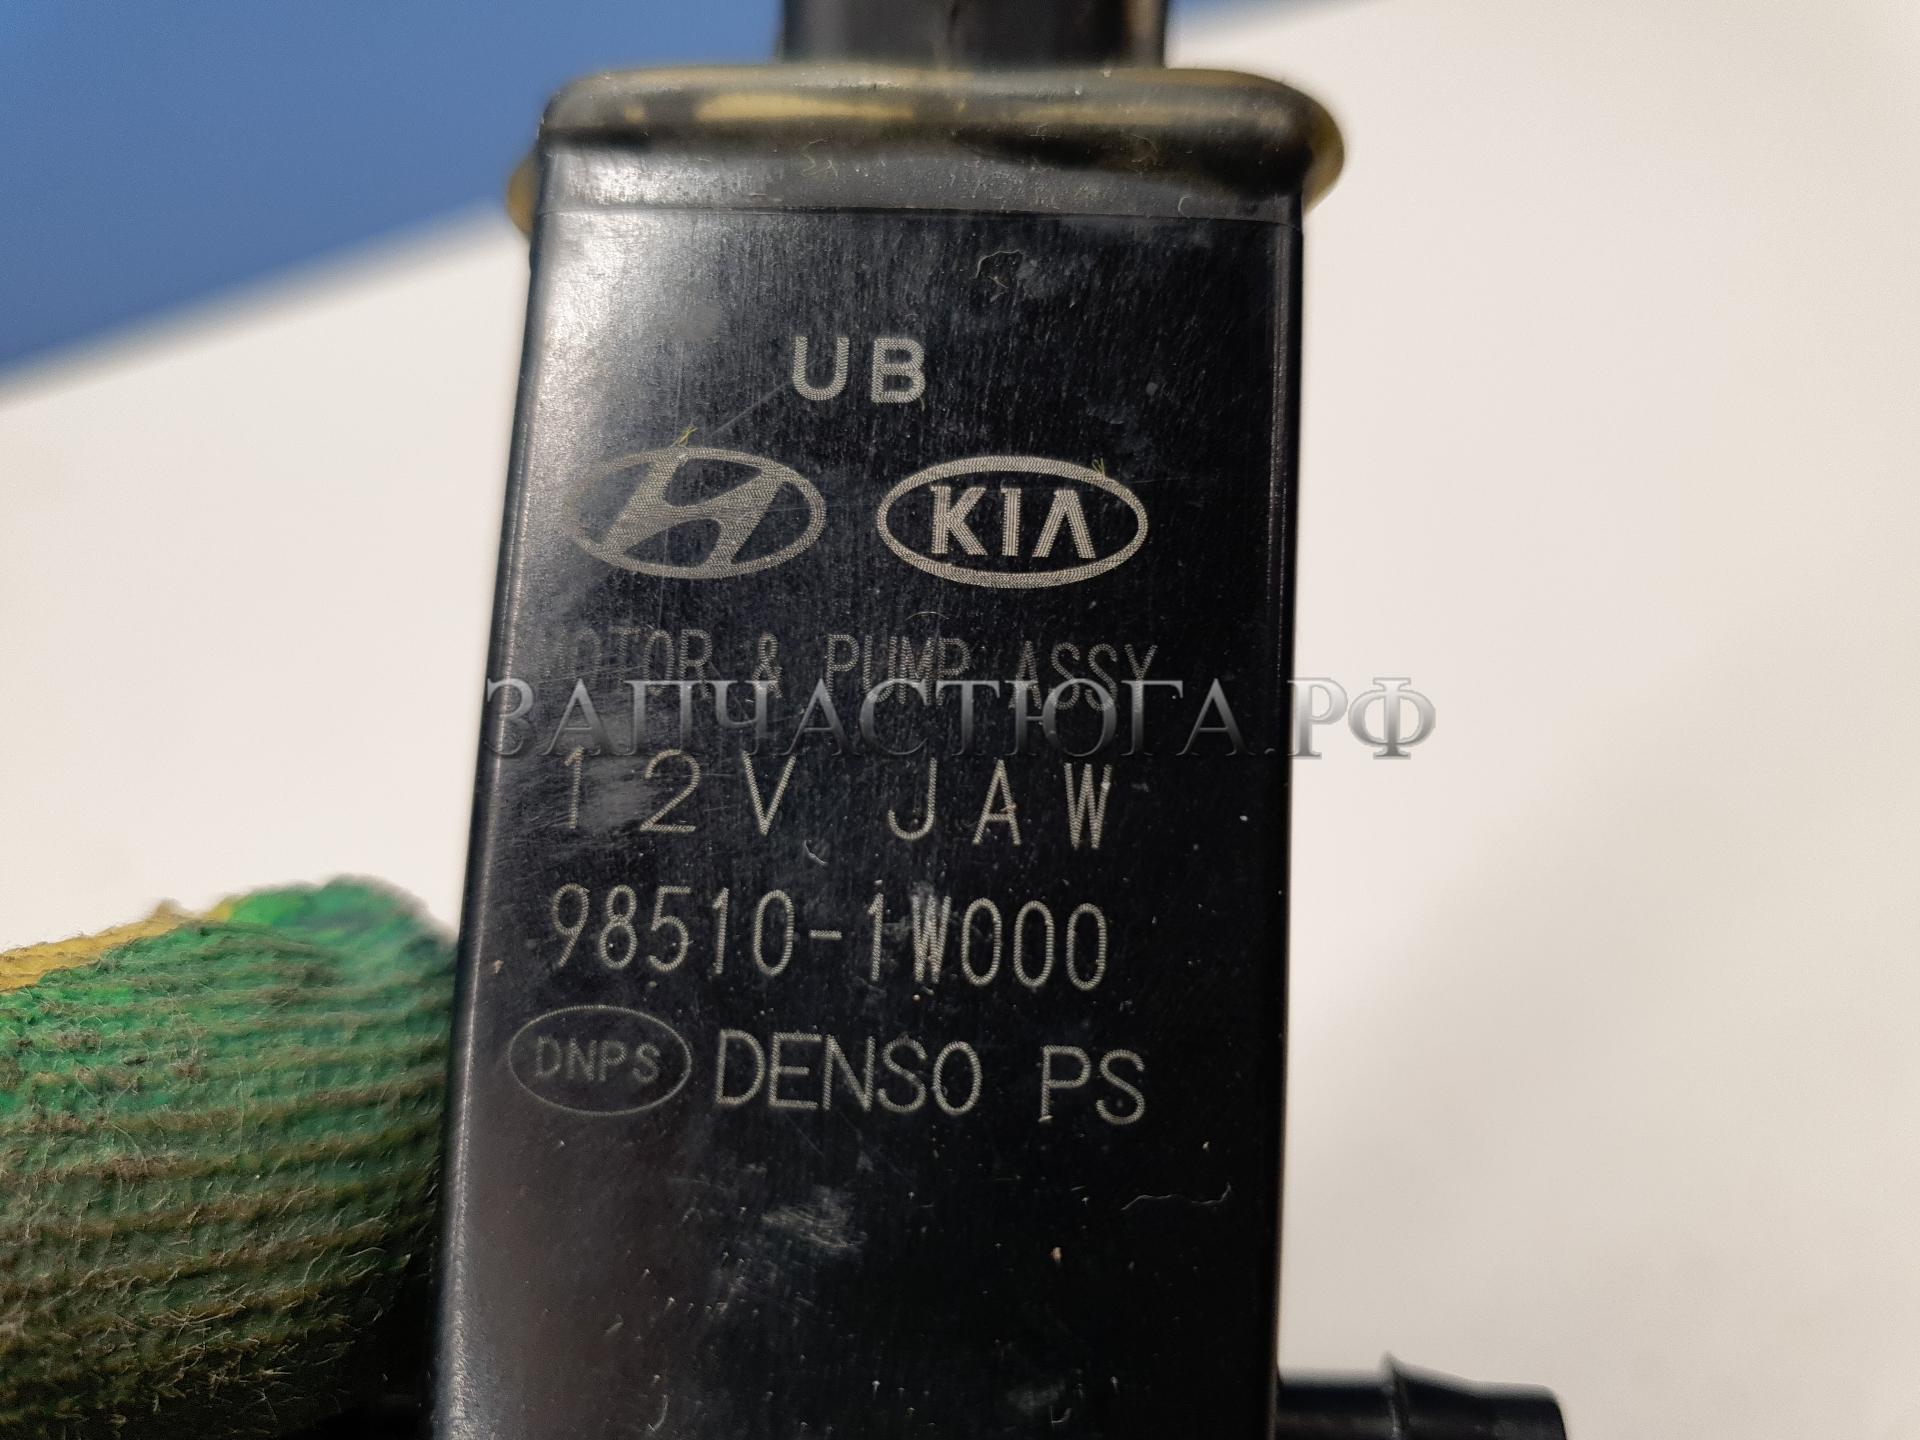 UB
KIA
MOTOR & PUMP ASSY
ЗАПЧАСТЮГА.РФ
12V JAW
98510-1W000
DNPS DENSO PS